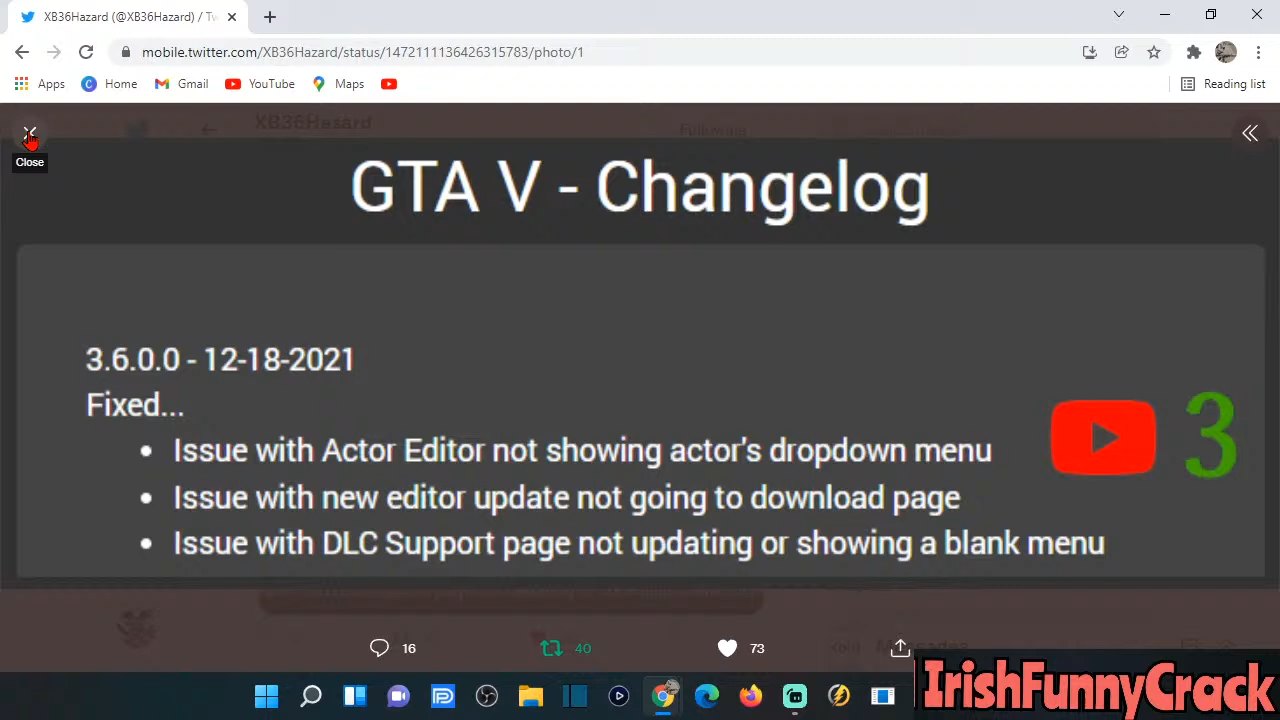 XB36Hazard (@XB36Hazard) / Tw
mobile.twitter.com/XB36Hazard/status/1472111136426315783/photo/1
Apps
Home
Gmail
YouTube
Maps
Reading list
XB36Hazard
Following
Close
GTA V - Changelog
3.6.0.0 - 12-18-2021
Fixed...
• Issue with Actor Editor not showing actor's dropdown menu
• Issue with new editor update not going to download page
• Issue with DLC Support page not updating or showing a blank menu
3
16
40
73
Messages
IrishFunnyCrack